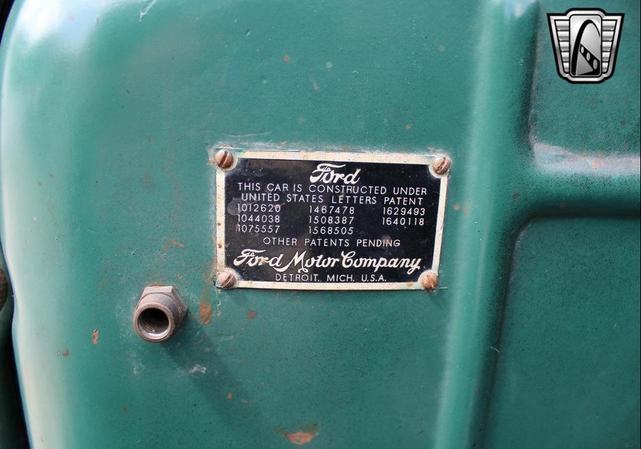 Ford
THIS CAR IS CONSTRUCTED UNDER
UNITED STATES LETTERS PATENT
1012620 1467478 1629493
1044038 1508387 1640118
1075557 1568505
OTHER PATENTS PENDING
Ford Motor Company.
DETROIT, MICH. U.S.A.